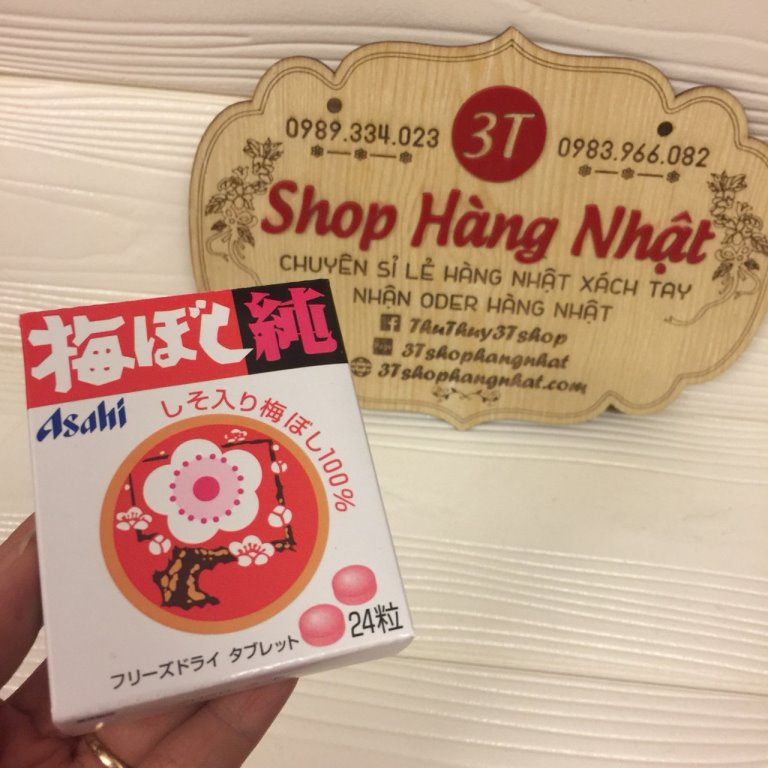 0989.334.023
3T
0983.966.082
Shop Hàng Nhật
CHUYÊN SỈ LẺ HÀNG NHẬT XÁCH TAY
NHẬN ODER HÀNG NHẬT
ThuThuy3Tshop
Page 3Tshophangnhat
3Tshophangnhat.com
梅ぼし純
Asahi
しそ入り梅ぼし100%
24粒
フリーズドライ タブレット